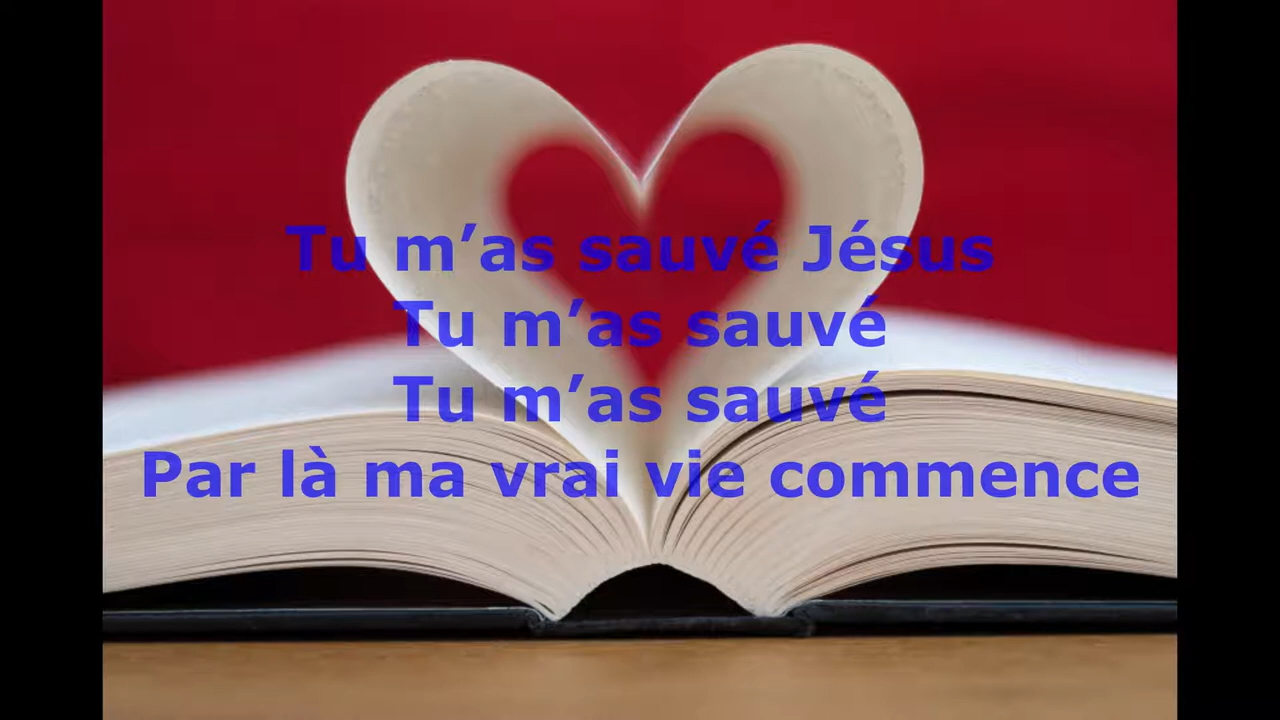 Tu m’as sauvé Jésus
Tu m’as sauvé
Tu m’as sauvé
Par là ma vrai vie commence